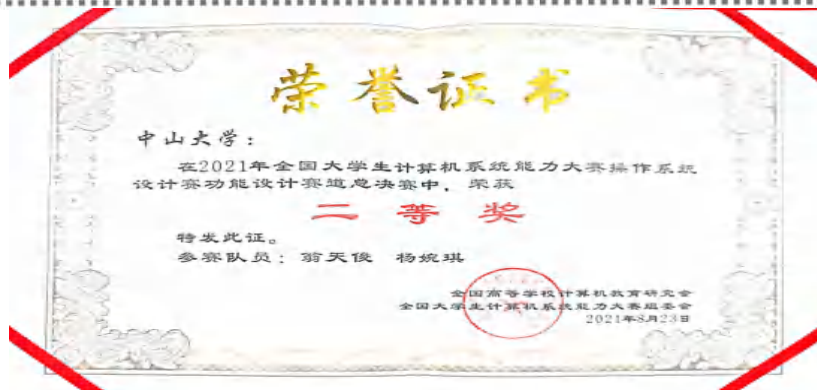 荣誉证书
中山大学：
在2021年全国大学生计算机系统能力大赛操作系统
设计赛功能设计赛道总决赛中，荣获
二等奖
特发此证。
参赛队员：翁天俊 杨婉琪
全国高等学校计算机教育研究会
全国大学生计算机系统能力大赛组委会
2021年8月23日